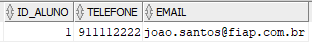 ID_ALUNO TELEFONE EMAIL
1 911112222 joao.santos@fiap.com.br